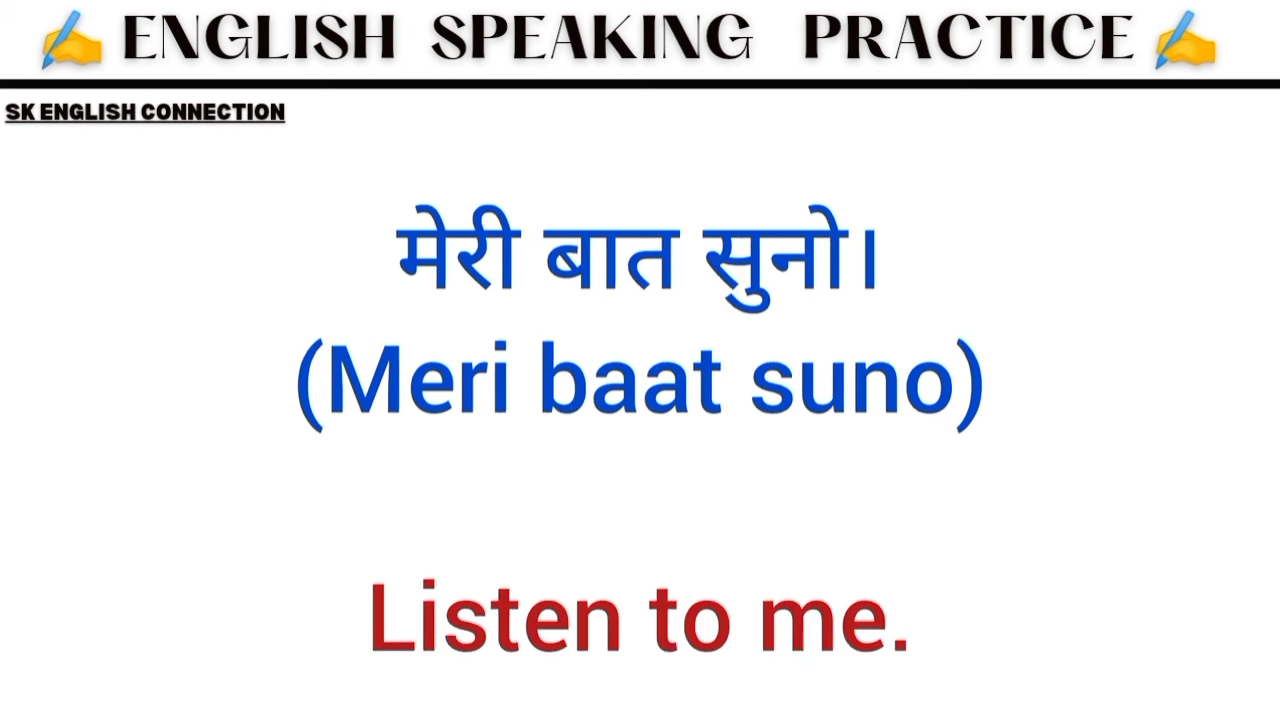 ✍️ ENGLISH SPEAKING PRACTICE ✍️
SK ENGLISH CONNECTION
मेरी बात सुनो।
(Meri baat suno)
Listen to me.